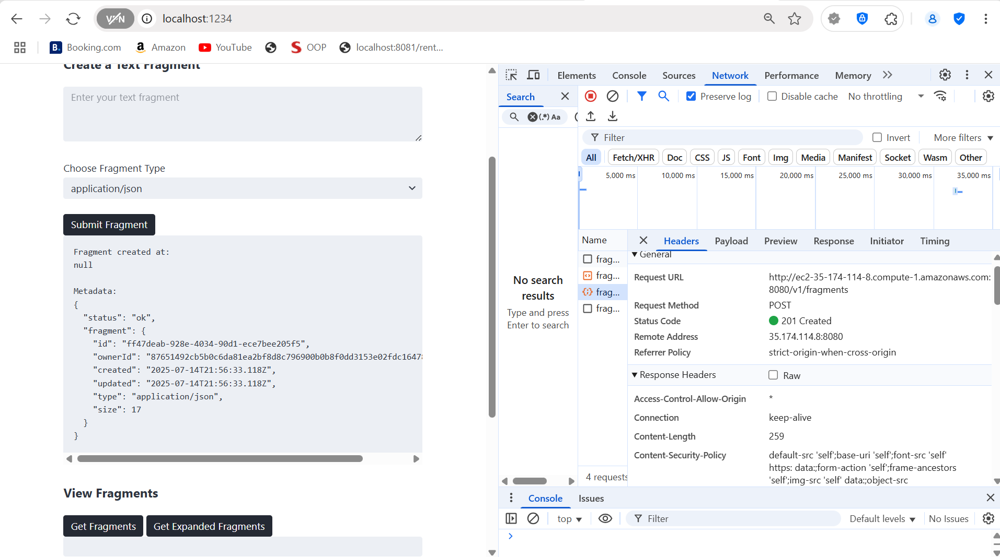 VPN
localhost:1234
B. Booking.com
a Amazon
YouTube
S OOP
localhost:8081/rent...
Create a Text Fragment
Enter your text fragment
Choose Fragment Type
application/json
Submit Fragment
Fragment created at:
null
Metadata:
{
"status": "ok",
"fragment": {
"id": "ff47deab-928e-4034-90d1-ece7bee205f5",
"ownerId": "87651492cb5b0c6da81ea2bf8d8c796900b0b8f0dd3153e02fdc16478
"created": "2025-07-14T21:56:33.118Z",
"updated": "2025-07-14T21:56:33.118Z",
"type": "application/json",
"size": 17
}
}
View Fragments
Get Fragments
Get Expanded Fragments
Elements
Console
Sources
Network
Performance
Memory
Search
(.*) Aa
No search
results
Type and press
Enter to search
Preserve log
Disable cache
No throttling
Filter
Invert
More filters
All
Fetch/XHR
Doc
CSS
JS
Font
Img
Media
Manifest
Socket
Wasm
Other
5,000 ms
10,000 ms
15,000 ms
20,000 ms
25,000 ms
30,000 ms
35,000 ms
Name
frag...
frag...
frag...
frag...
4 requests
Headers
Payload
Preview
Response
Initiator
Timing
General
Request URL
http://ec2-35-174-114-8.compute-1.amazonaws.com:
8080/v1/fragments
Request Method
POST
Status Code
201 Created
Remote Address
35.174.114.8:8080
Referrer Policy
strict-origin-when-cross-origin
Response Headers
Raw
Access-Control-Allow-Origin
*
Connection
keep-alive
Content-Length
259
Content-Security-Policy
default-src 'self';base-uri 'self';font-src 'self'
https: data:;form-action 'self';frame-ancestors
'self';img-src 'self' data:;object-src
Console
Issues
top
Filter
Default levels
No Issues